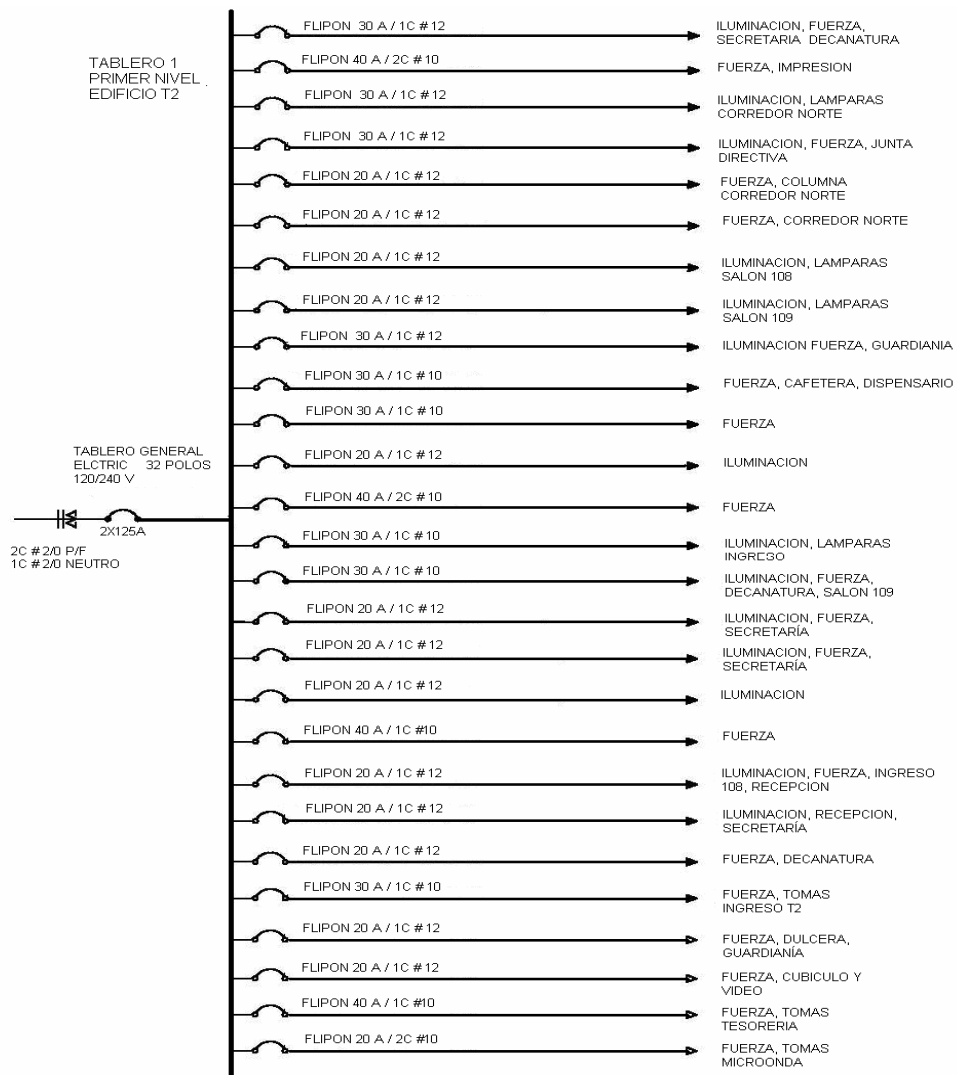 FLIPON 30 A / 1C # 12
ILUMINACION, FUERZA,
SECRETARIA DECANATURA
TABLERO 1
PRIMER NIVEL
EDIFICIO T2
FLIPON 40 A / 2C # 10
FUERZA, IMPRESION
FLIPON 30 A / 1C # 12
ILUMINACION, LAMPARAS
CORREDOR NORTE
FLIPON 30 A / 1C # 12
ILUMINACION, FUERZA, JUNTA
DIRECTIVA
FLIPON 20 A / 1C # 12
FUERZA, COLUMNA
CORREDOR NORTE
FLIPON 20 A / 1C # 12
FUERZA, CORREDOR NORTE
FLIPON 20 A / 1C # 12
ILUMINACION, LAMPARAS
SALON 108
FLIPON 20 A / 1C # 12
ILUMINACION, LAMPARAS
SALON 109
FLIPON 30 A / 1C # 12
ILUMINACION FUERZA, GUARDIANIA
FLIPON 30 A / 1C # 10
FUERZA, CAFETERA, DISPENSARIO
FLIPON 30 A / 1C # 10
FUERZA
TABLERO GENERAL
ELCTRIC 32 POLOS
120/240 V
FLIPON 20 A / 1C # 12
ILUMINACION
FLIPON 40 A / 2C # 10
FUERZA
2X125A
2C # 2/0 P/F
1C # 2/0 NEUTRO
FLIPON 30 A / 1C # 10
ILUMINACION, LAMPARAS
INGRESO
FLIPON 30 A / 1C # 10
ILUMINACION, FUERZA,
DECANATURA, SALON 109
FLIPON 20 A / 1C # 12
ILUMINACION, FUERZA,
SECRETARÍA
FLIPON 20 A / 1C # 12
ILUMINACION, FUERZA,
SECRETARÍA
FLIPON 20 A / 1C # 12
ILUMINACION
FLIPON 40 A / 1C #10
FUERZA
FLIPON 20 A / 1C # 12
ILUMINACION, FUERZA, INGRESO
108, RECEPCION
FLIPON 20 A / 1C # 12
ILUMINACION, RECEPCION,
SECRETARÍA
FLIPON 20 A / 1C # 12
FUERZA, DECANATURA
FLIPON 30 A / 1C # 10
FUERZA, TOMAS
INGRESO T2
FLIPON 20 A / 1C # 12
FUERZA, DULCERA,
GUARDIANÍA
FLIPON 20 A / 1C # 12
FUERZA, CUBICULO Y
VIDEO
FLIPON 40 A / 1C #10
FUERZA, TOMAS
TESORERIA
FLIPON 20 A / 2C #10
FUERZA, TOMAS
MICROONDA